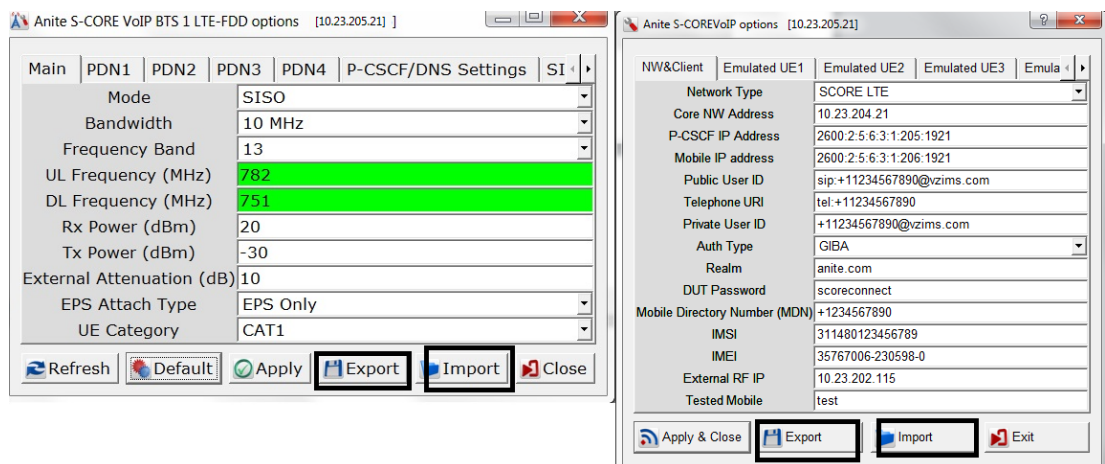 Anite S-CORE VoIP BTS 1 LTE-FDD options [10.23.205.21] ]
Main PDN1 PDN2 PDN3 PDN4 P-CSCF/DNS Settings SI
Mode SISO
Bandwidth 10 MHz
Frequency Band 13
UL Frequency (MHz) 782
DL Frequency (MHz) 751
Rx Power (dBm) 20
Tx Power (dBm) -30
External Attenuation (dB) 10
EPS Attach Type EPS Only
UE Category CAT1
Refresh Default Apply Export Import Close
Anite S-COREVoIP options [10.23.205.21]
NW&Client Emulated UE1 Emulated UE2 Emulated UE3 Emula
Network Type SCORE LTE
Core NW Address 10.23.204.21
P-CSCF IP Address 2600:2:5:6:3:1:205:1921
Mobile IP address 2600:2:5:6:3:1:206:1921
Public User ID sip:+11234567890@vzims.com
Telephone URI tel:+11234567890
Private User ID +11234567890@vzims.com
Auth Type GIBA
Realm anite.com
DUT Password scoreconnect
Mobile Directory Number (MDN) +1234567890
IMSI 311480123456789
IMEI 35767006-230598-0
External RF IP 10.23.202.115
Tested Mobile test
Apply & Close Export Import Exit